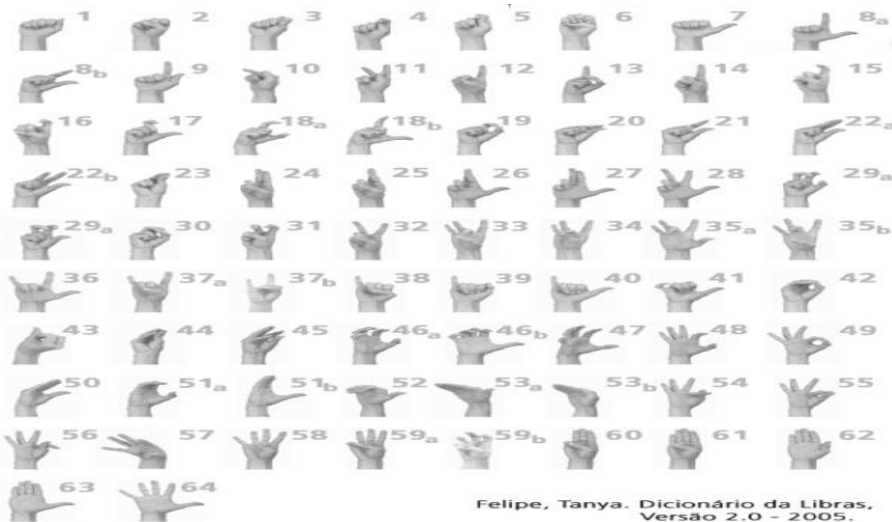 1 2 3 4 5 6 7 8a
8b 9 10 11 12 13 14 15
16 17 18a 18b 19 20 21 22a
22b 23 24 25 26 27 28 29a
29a 30 31 32 33 34 35a 35b
36 37a 37b 38 39 40 41 42
43 44 45 46a 46b 47 48 49
50 51a 51b 52 53a 53b 54 55
56 57 58 59a 59b 60 61 62
63 64
Felipe, Tanya. Dicionário da Libras,
Versão 2.0 - 2005.